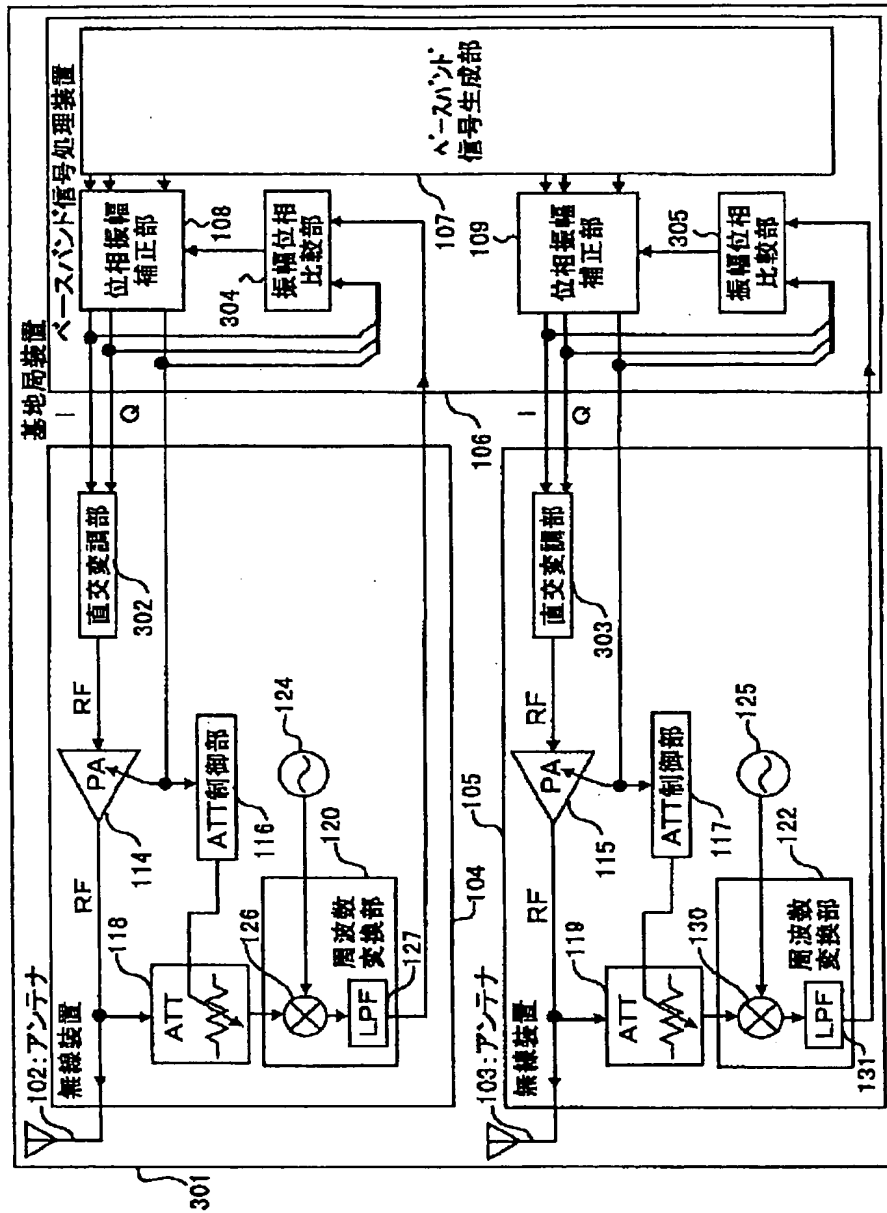 基地局装置
301
102:アンテナ
無線装置
RF
PA
114
RF
直交変調部
302
I
Q
118
ATT
ATT制御部
116
124
126
120
周波数
変換部
LPF
127
104
ベースバンド信号処理装置
位相振幅
補正部
108
振幅位相
比較部
304
107
ベースバンド
信号生成部
106
103:アンテナ
無線装置
RF
PA
115
RF
直交変調部
303
I
Q
119
ATT
ATT制御部
117
125
130
122
周波数
変換部
LPF
131
105
位相振幅
補正部
109
振幅位相
比較部
305